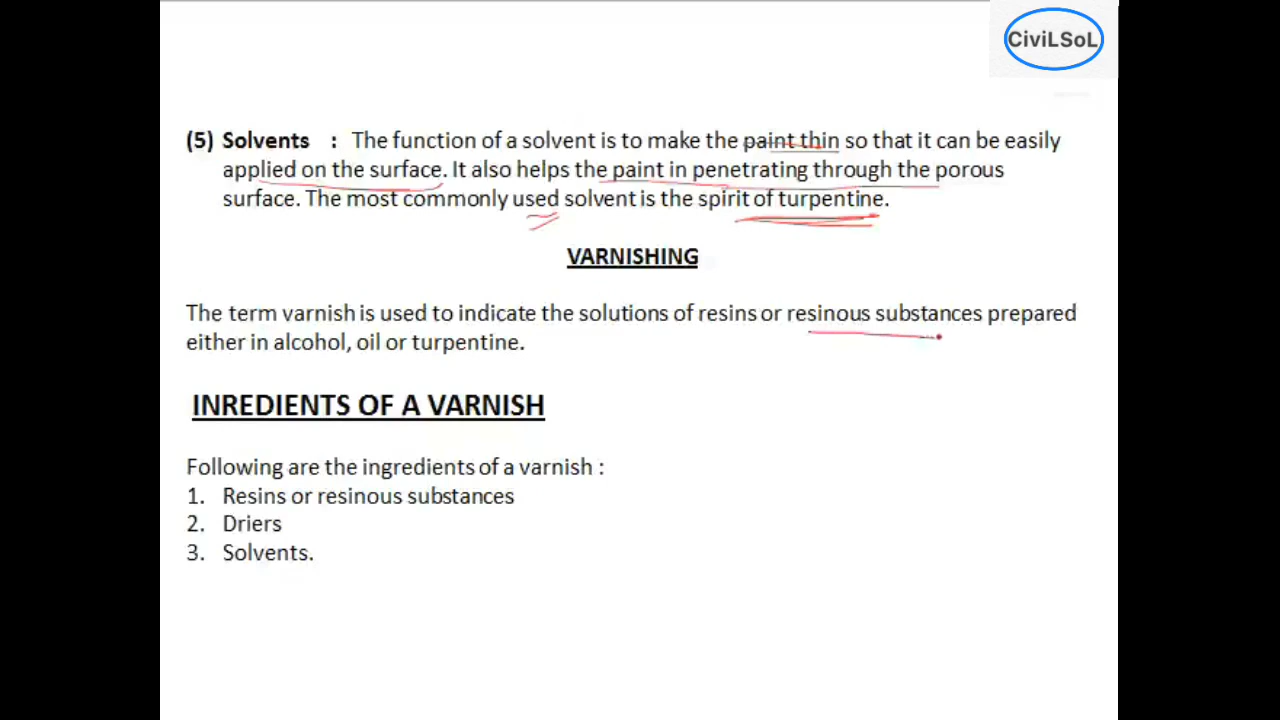 CiviLSoL
(5) Solvents : The function of a solvent is to make the paint thin so that it can be easily
applied on the surface. It also helps the paint in penetrating through the porous
surface. The most commonly used solvent is the spirit of turpentine.
VARNISHING
The term varnish is used to indicate the solutions of resins or resinous substances prepared
either in alcohol, oil or turpentine.
INREDIENTS OF A VARNISH
Following are the ingredients of a varnish :
1. Resins or resinous substances
2. Driers
3. Solvents.